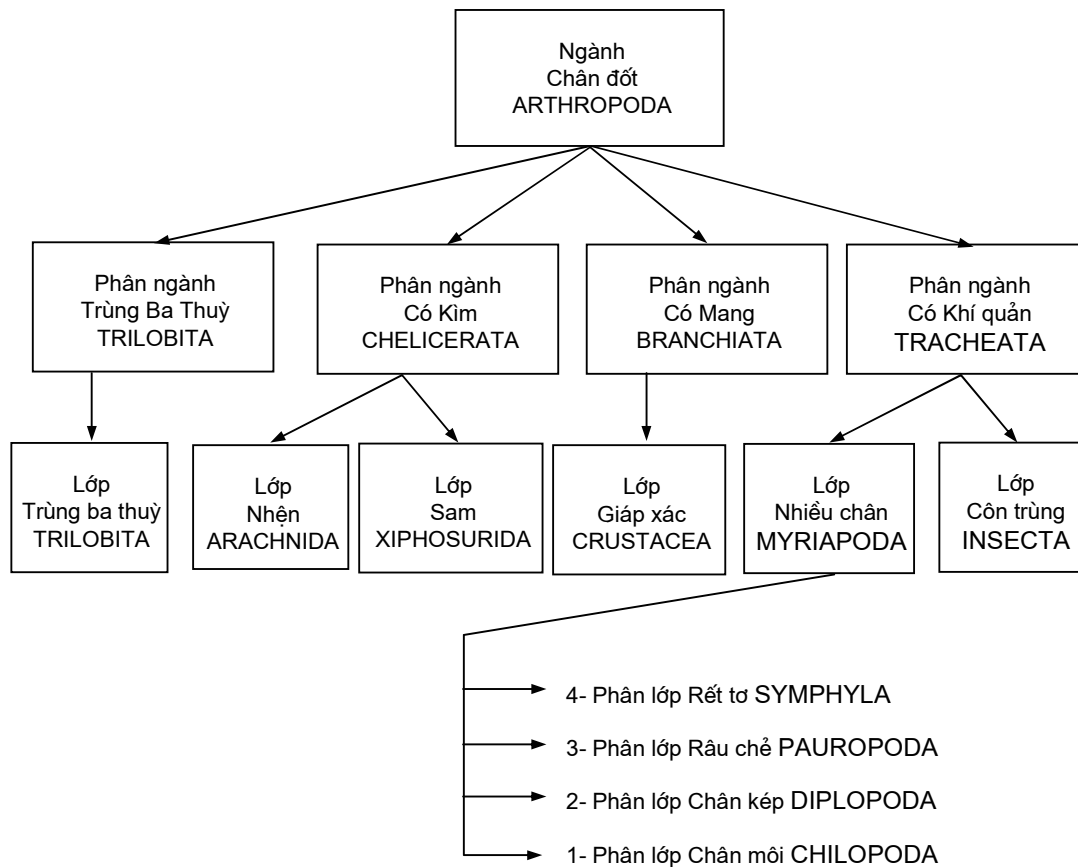 Ngành
Chân đốt
ARTHROPODA
Phân ngành
Trùng Ba Thuỳ
TRILOBITA
Phân ngành
Có Kìm
CHELICERATA
Phân ngành
Có Mang
BRANCHIATA
Phân ngành
Có Khí quản
TRACHEATA
Lớp
Trùng ba thuỳ
TRILOBITA
Lớp
Nhện
ARACHNIDA
Lớp
Sam
XIPHOSURIDA
Lớp
Giáp xác
CRUSTACEA
Lớp
Nhiều chân
MYRIAPODA
Lớp
Côn trùng
INSECTA
4- Phân lớp Rết tơ SYMPHYLA
3- Phân lớp Râu chẻ PAUROPODA
2- Phân lớp Chân kép DIPLOPODA
1- Phân lớp Chân môi CHILOPODA